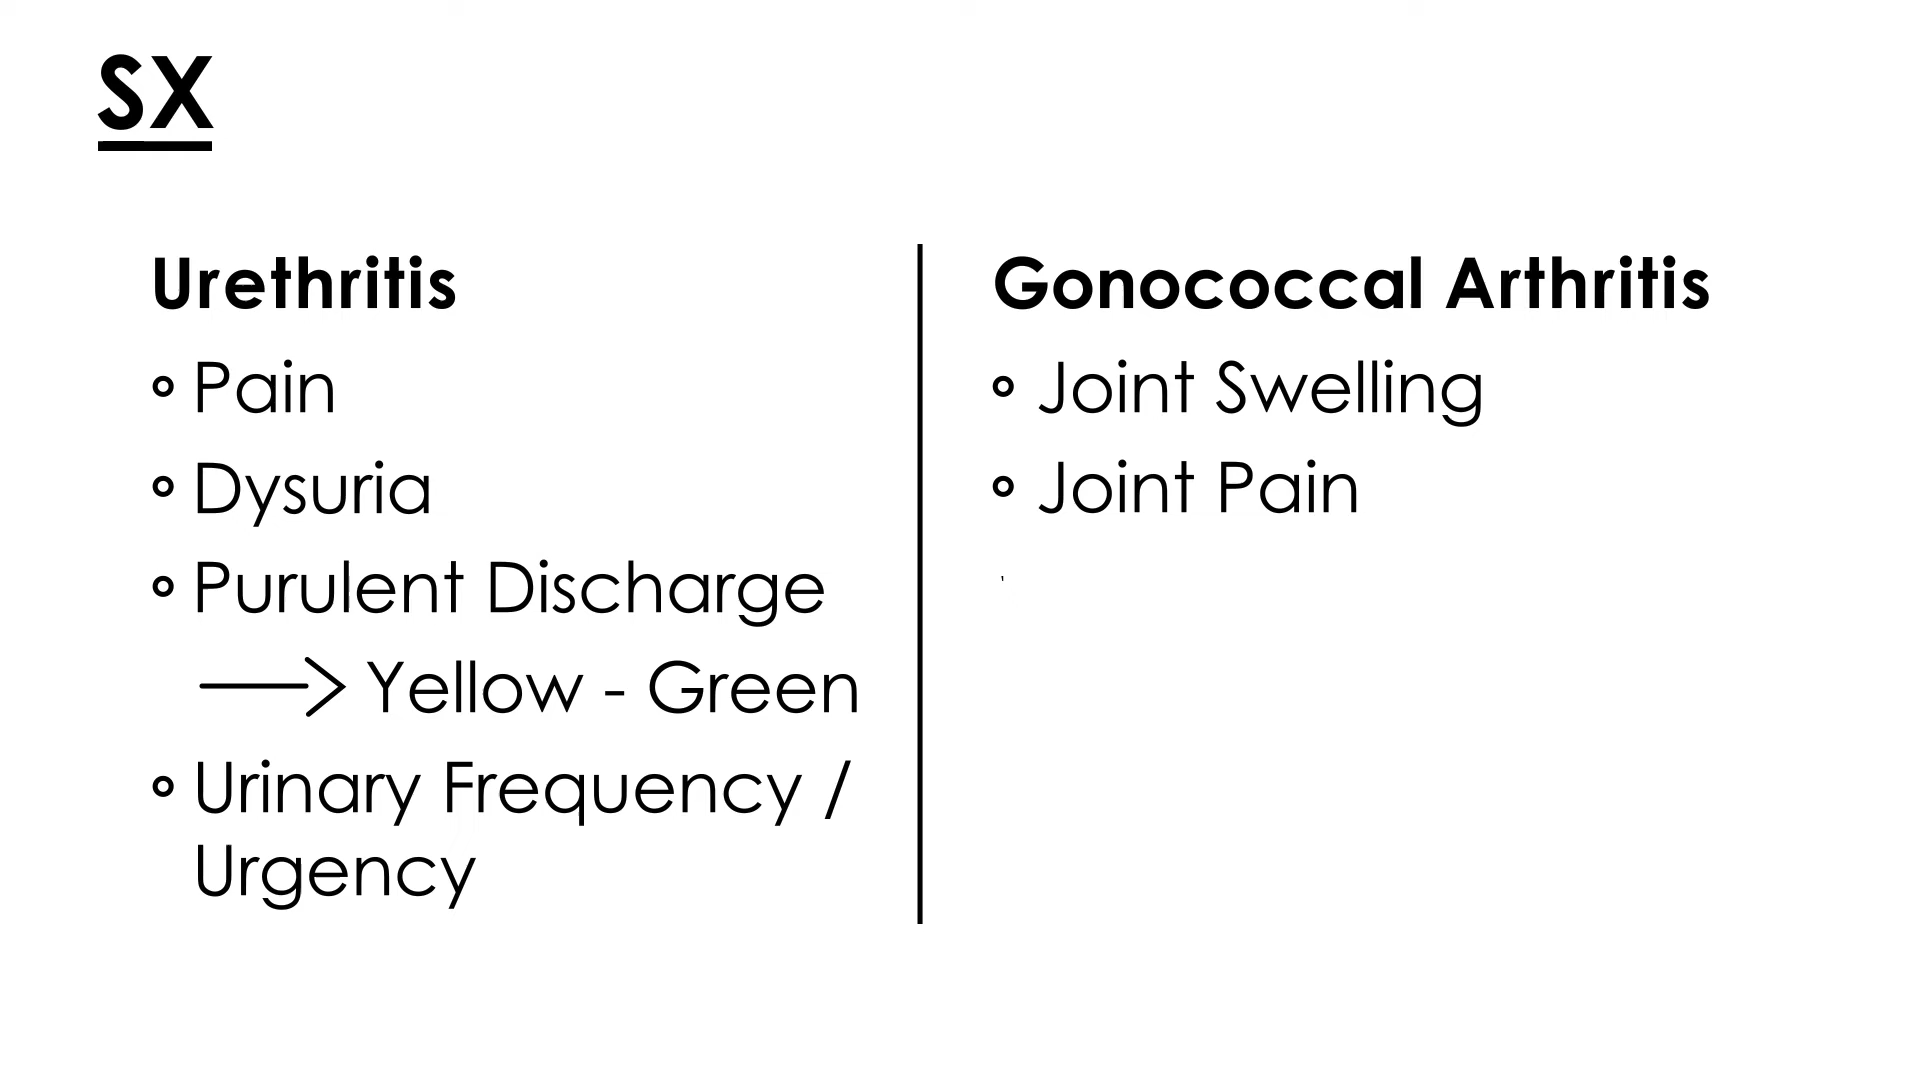 SX
Urethritis
Pain
Dysuria
Purulent Discharge
Yellow - Green
Urinary Frequency /
Urgency
Gonococcal Arthritis
Joint Swelling
Joint Pain